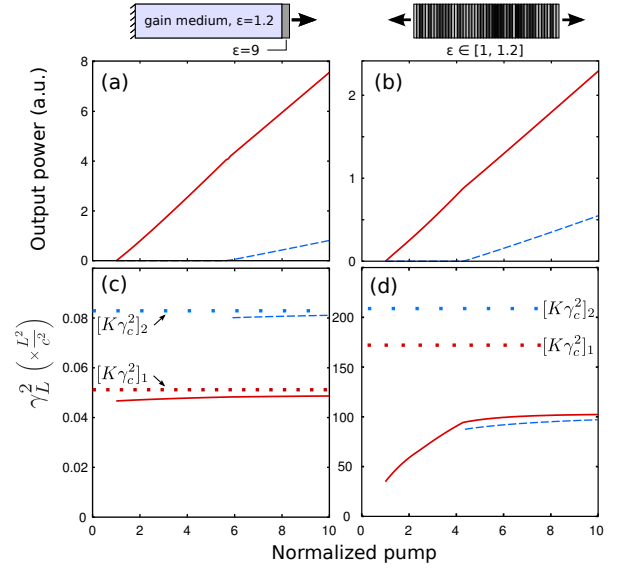 gain medium, ε=1.2
ε=9
ε ∈ [1, 1.2]
(a)
(b)
Output power (a.u.)
8
6
4
2
0
2
1
0
(c)
(d)
[Kγ_c^2]_2
[Kγ_c^2]_1
[Kγ_c^2]_2
[Kγ_c^2]_1
γ_L^2 (× L^2/c^2)
0.08
0.06
0.04
0.02
0
200
150
100
50
0 2 4 6 8 10
0 2 4 6 8 10
Normalized pump